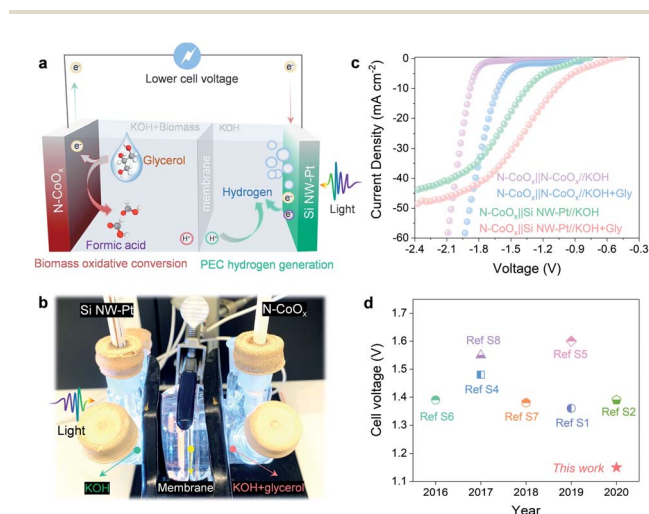 a
e⁻
e⁻
Lower cell voltage
KOH+Biomass
KOH
e⁻
Glycerol
N-CoOₓ
membrane
Hydrogen
Si NW-Pt
e⁻
e⁻
Light
Formic acid
H⁺
H⁺
Biomass oxidative conversion
PEC hydrogen generation
b
Si NW-Pt
N-CoOₓ
Light
KOH
Membrane
KOH+glycerol
c
0
-10
-20
-30
-40
-50
-60
Current Density (mA cm⁻²)
N-CoOₓ||N-CoOₓ//KOH
N-CoOₓ||N-CoOₓ//KOH+Gly
N-CoOₓ||Si NW-Pt//KOH
N-CoOₓ||Si NW-Pt//KOH+Gly
-2.4 -2.1 -1.8 -1.5 -1.2 -0.9 -0.6 -0.3
Voltage (V)
d
1.7
1.6
1.5
1.4
1.3
1.2
1.1
Cell voltage (V)
Ref S8
Ref S5
Ref S4
Ref S6
Ref S7
Ref S1
Ref S2
This work
2016 2017 2018 2019 2020
Year